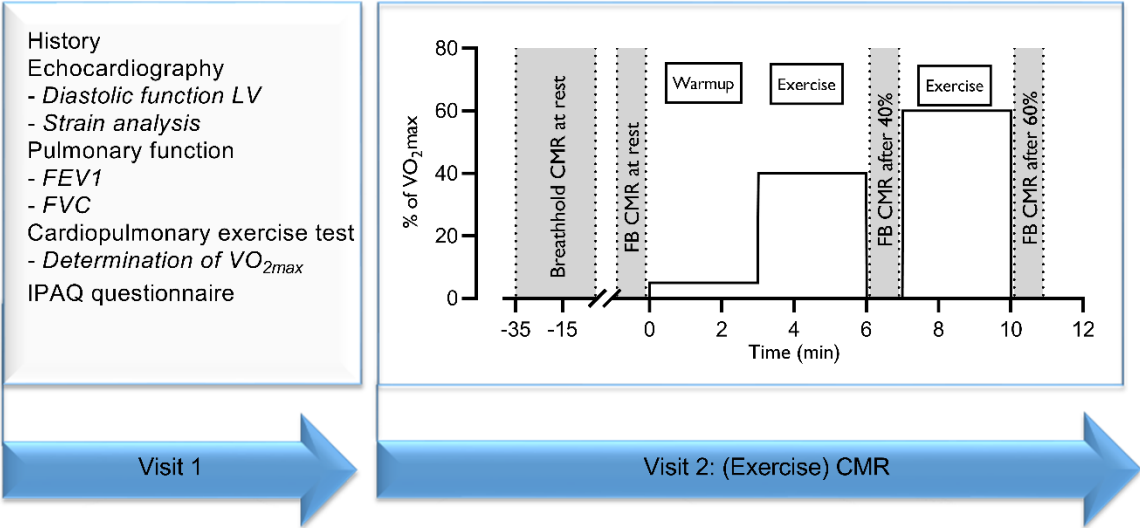 History
Echocardiography
- Diastolic function LV
- Strain analysis
Pulmonary function
- FEV1
- FVC
Cardiopulmonary exercise test
- Determination of VO2max
IPAQ questionnaire
% of VO2max
80
60
40
20
0
Breathhold CMR at rest
FB CMR at rest
Warmup
Exercise
FB CMR after 40%
Exercise
FB CMR after 60%
-35 -15 0 2 4 6 8 10 12
Time (min)
Visit 1
Visit 2: (Exercise) CMR